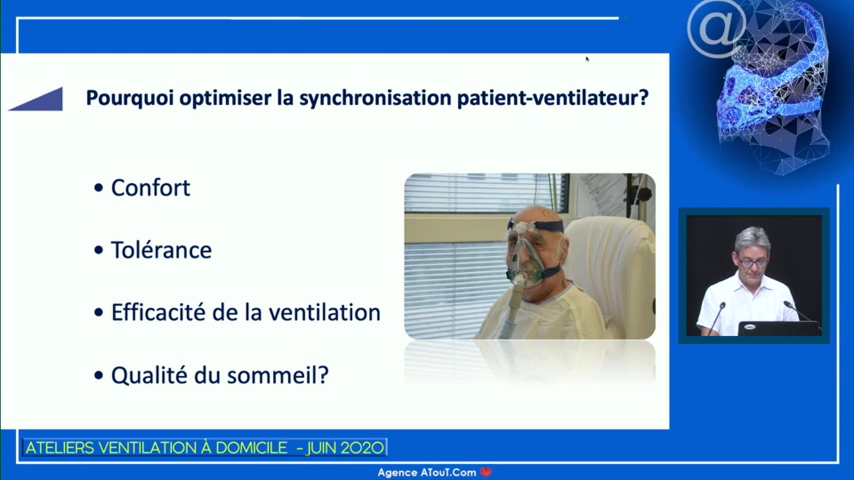 @
Pourquoi optimiser la synchronisation patient-ventilateur?
• Confort
• Tolérance
• Efficacité de la ventilation
• Qualité du sommeil?
ATELIERS VENTILATION À DOMICILE - JUIN 2020
Agence ATouT.Com